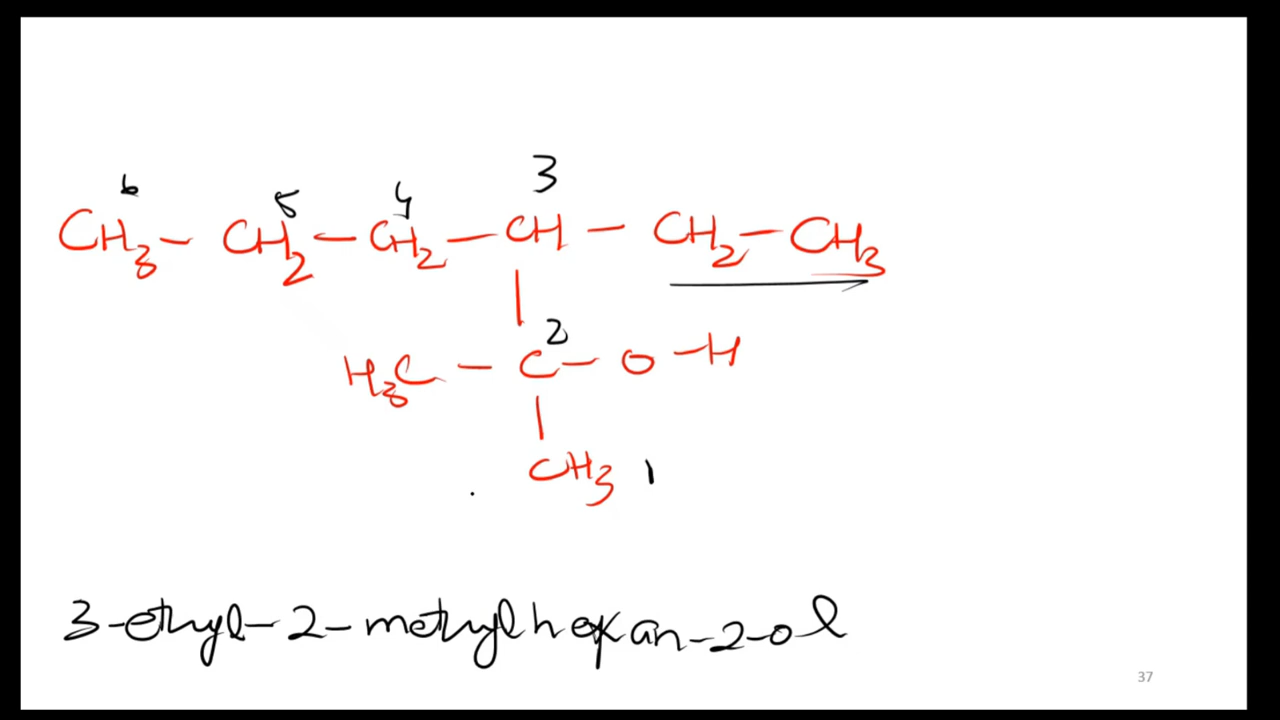 6 5 4 3
CH3 - CH2 - CH2 - CH - CH2 - CH3
|
2
H3C - C - O - H
|
CH3 1
3-ethyl-2-methylhexan-2-ol
37